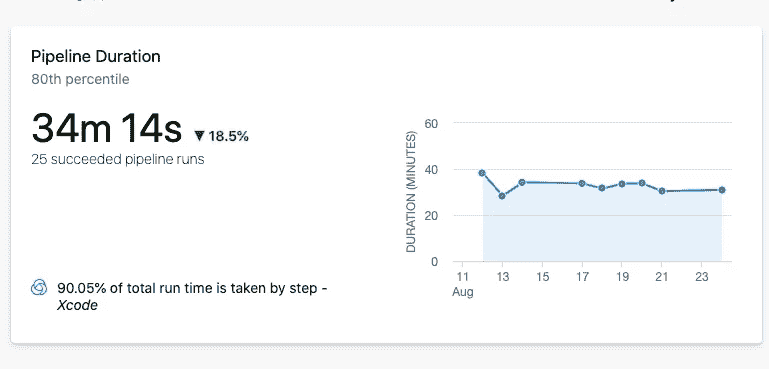 Pipeline Duration
80th percentile
34m 14s ▼ 18.5%
25 succeeded pipeline runs
90.05% of total run time is taken by step -
Xcode
DURATION (MINUTES)
60
40
20
0
11 13 15 17 19 21 23
Aug